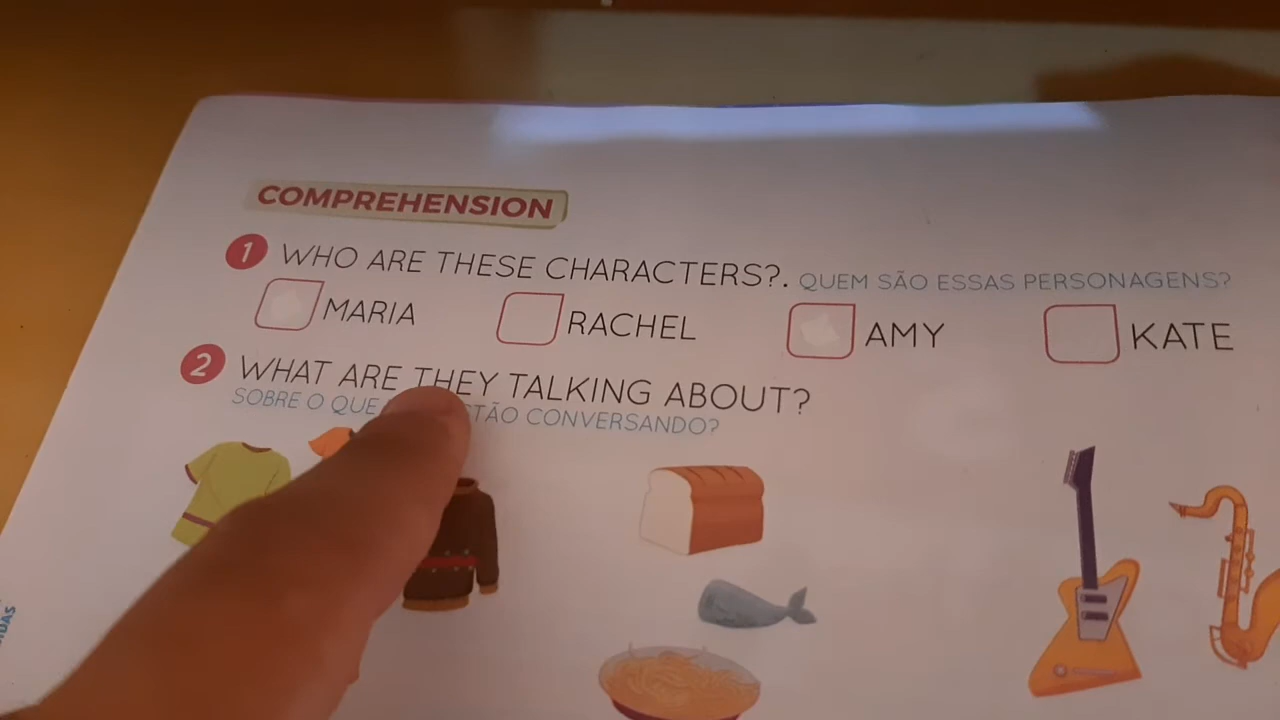 COMPREHENSION
1 WHO ARE THESE CHARACTERS?. QUEM SÃO ESSAS PERSONAGENS?
MARIA RACHEL AMY KATE
2 WHAT ARE THEY TALKING ABOUT?
SOBRE O QUE CONVERSANDO?